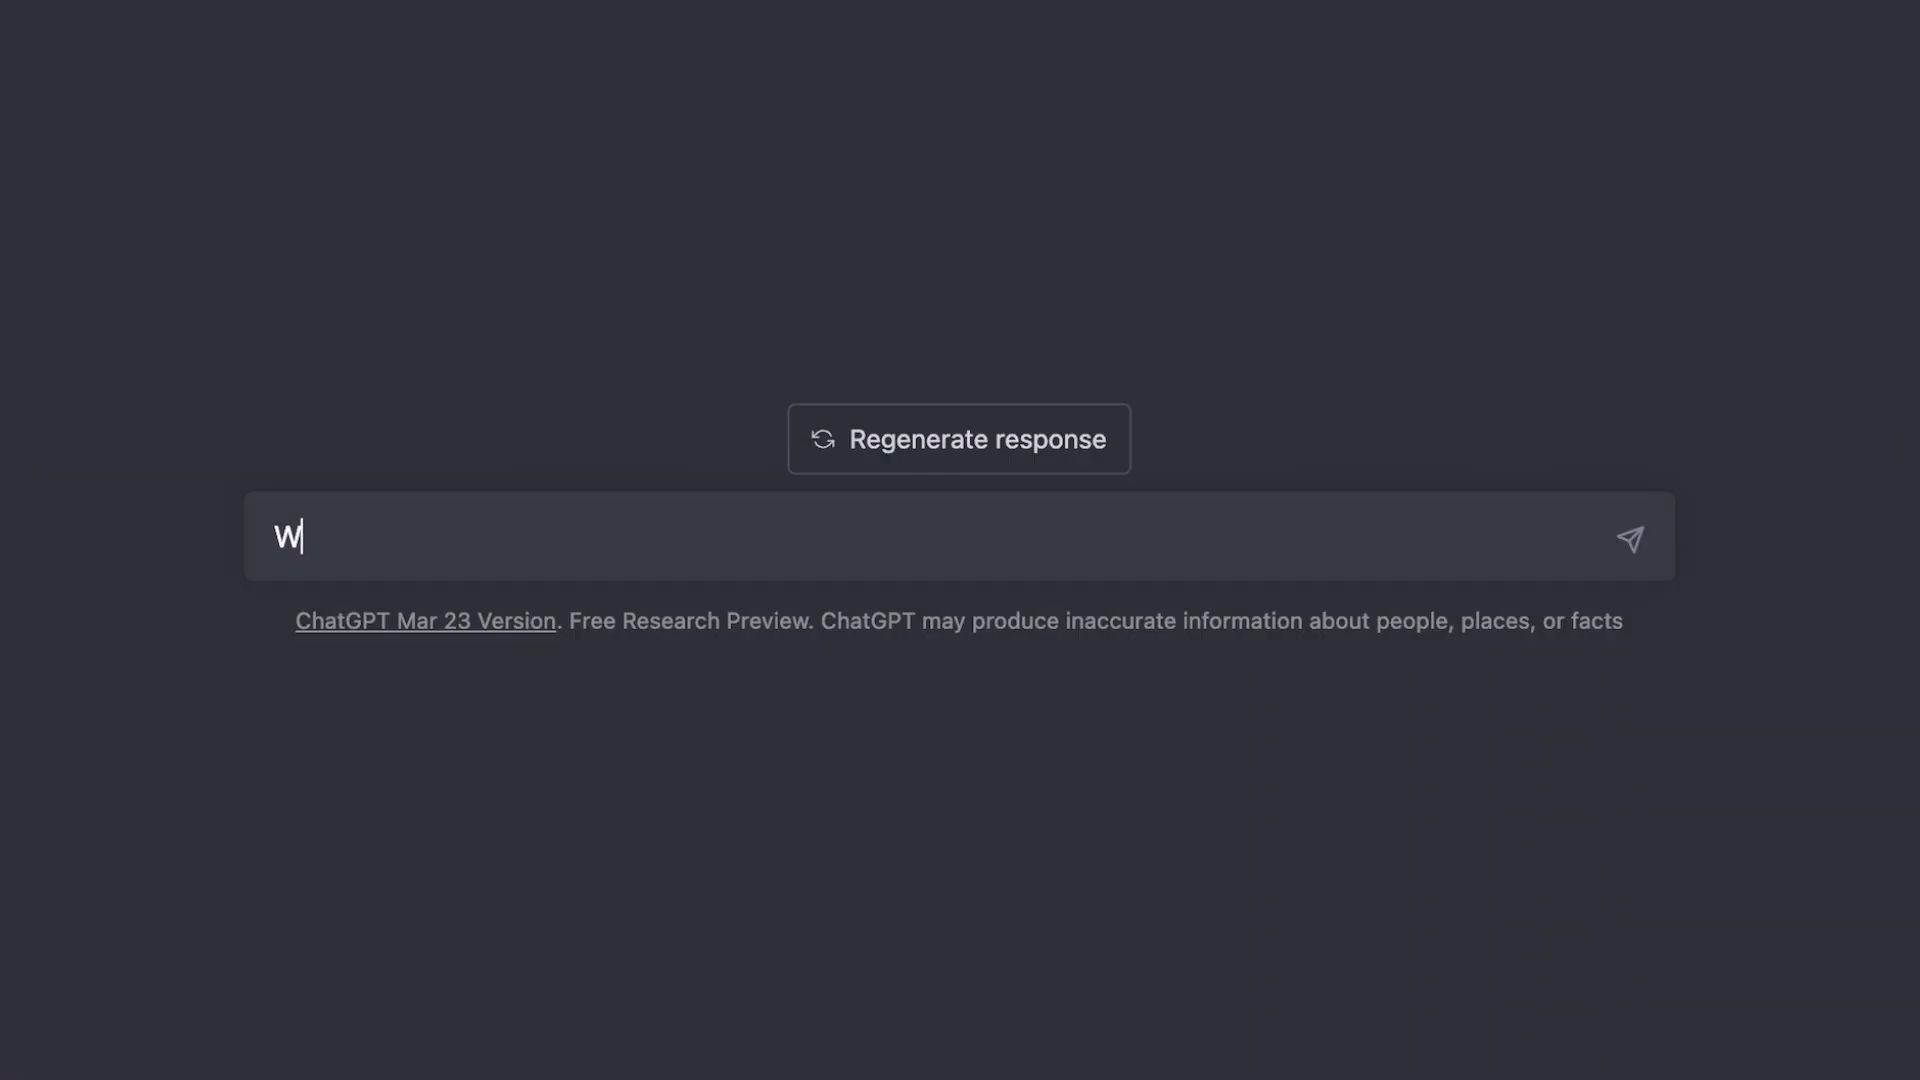 Regenerate response
W
ChatGPT Mar 23 Version. Free Research Preview. ChatGPT may produce inaccurate information about people, places, or facts